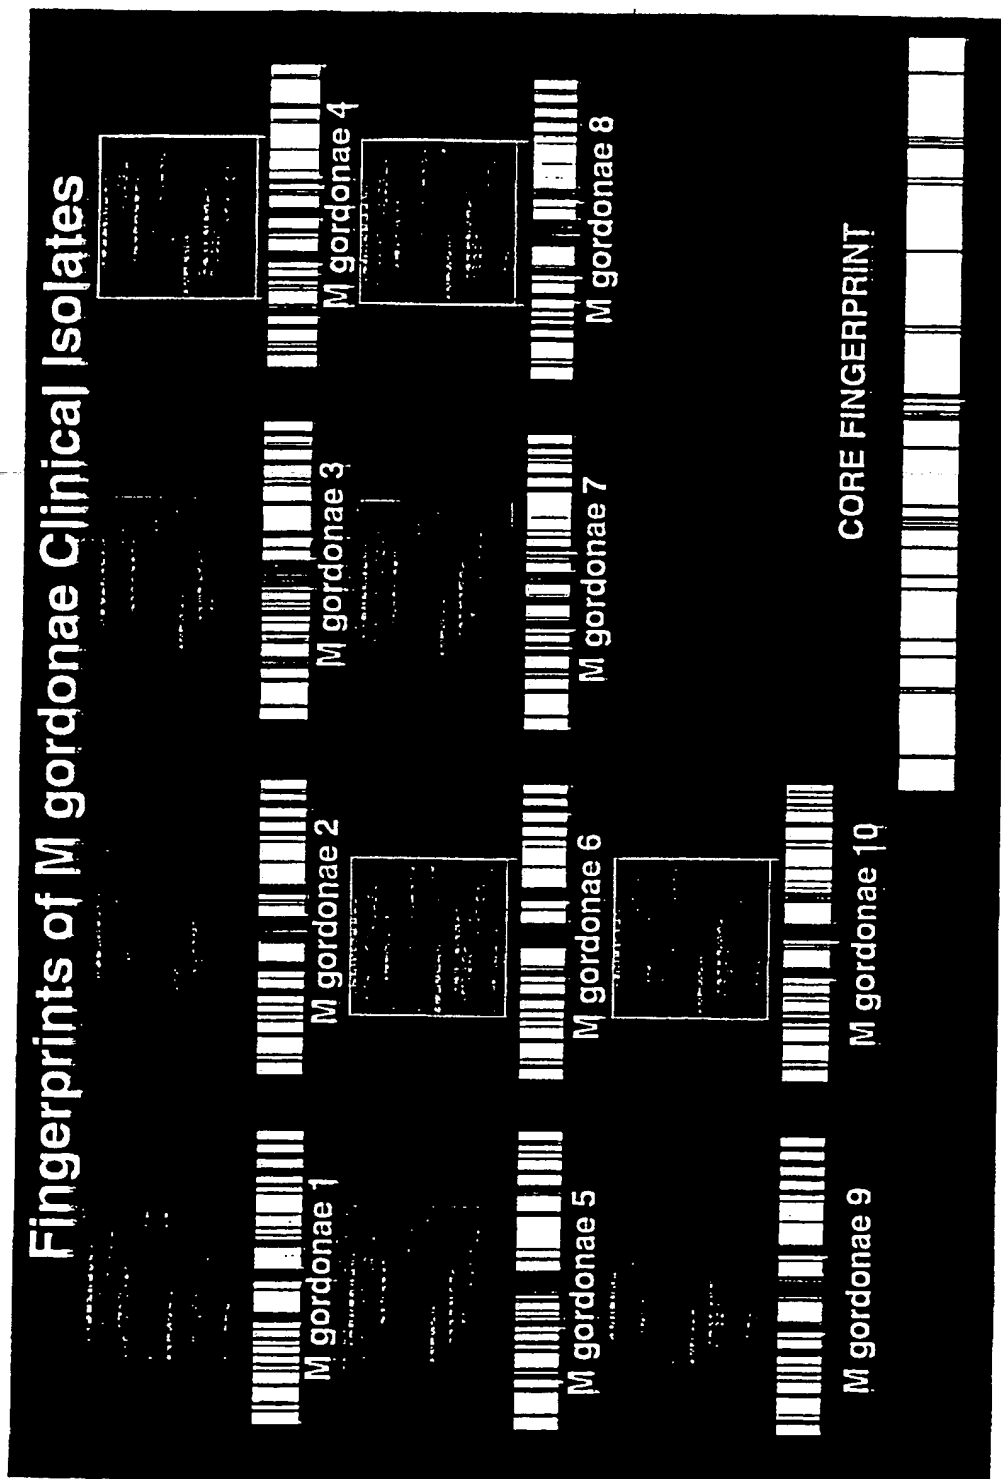 Fingerprints of M gordonae Clinical Isolates
M gordonae 1
M gordonae 2
M gordonae 3
M gordonae 4
M gordonae 5
M gordonae 6
M gordonae 7
M gordonae 8
M gordonae 9
M gordonae 10
CORE FINGERPRINT